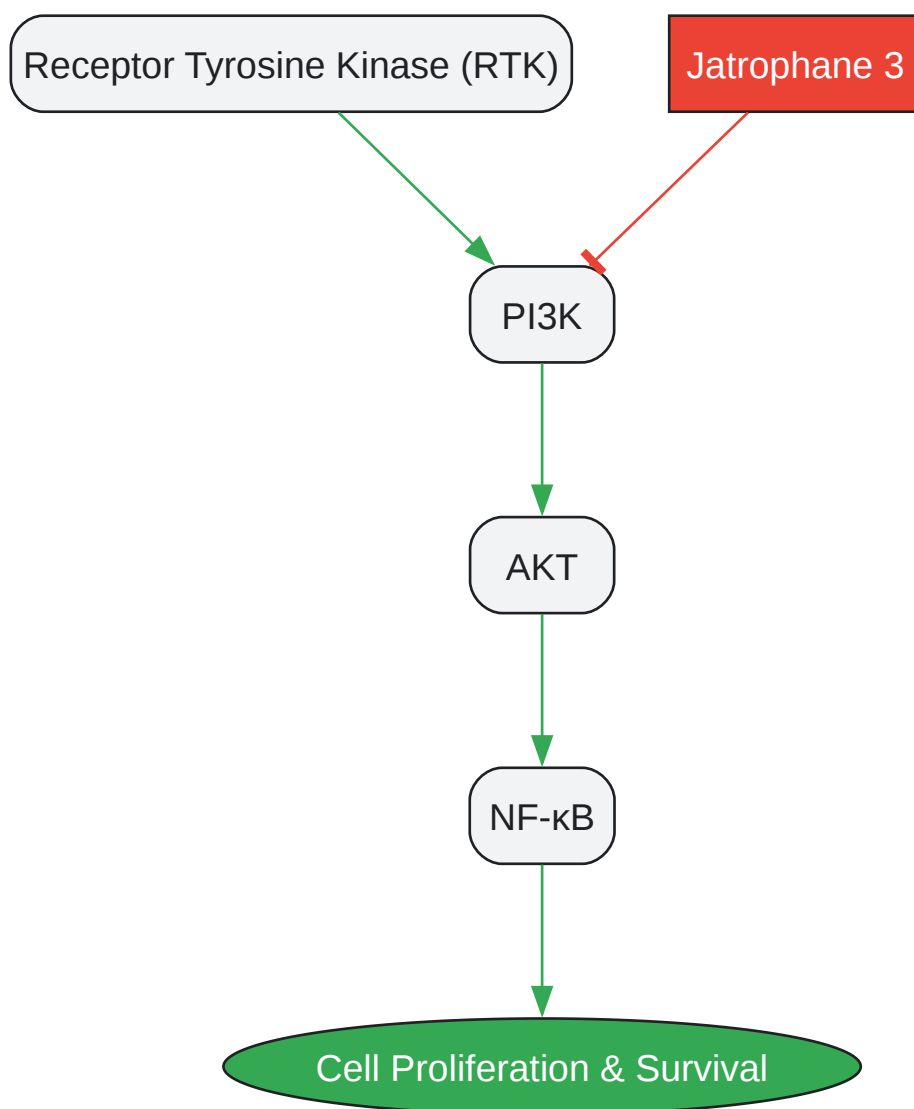 Receptor Tyrosine Kinase (RTK)
Jatrophane 3
PI3K
AKT
NF-κB
Cell Proliferation & Survival